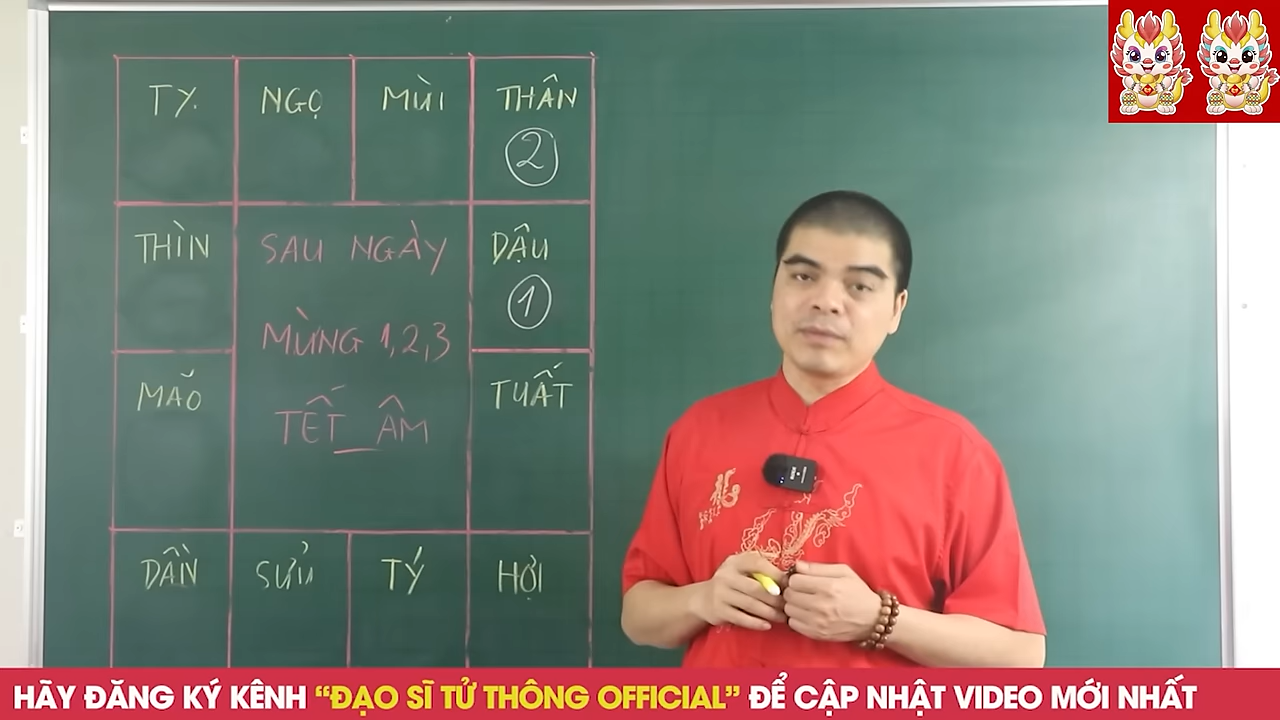 TỴ
NGỌ
MÙI
THÂN
2
THÌN
SAU NGÀY
DẬU
1
MỪNG 1,2,3
MÃO
TẾT ÂM
TUẤT
DẦN
SỬU
TÝ
HỢI
HÃY ĐĂNG KÝ KÊNH “ĐẠO SĨ TỬ THÔNG OFFICIAL” ĐỂ CẬP NHẬT VIDEO MỚI NHẤT